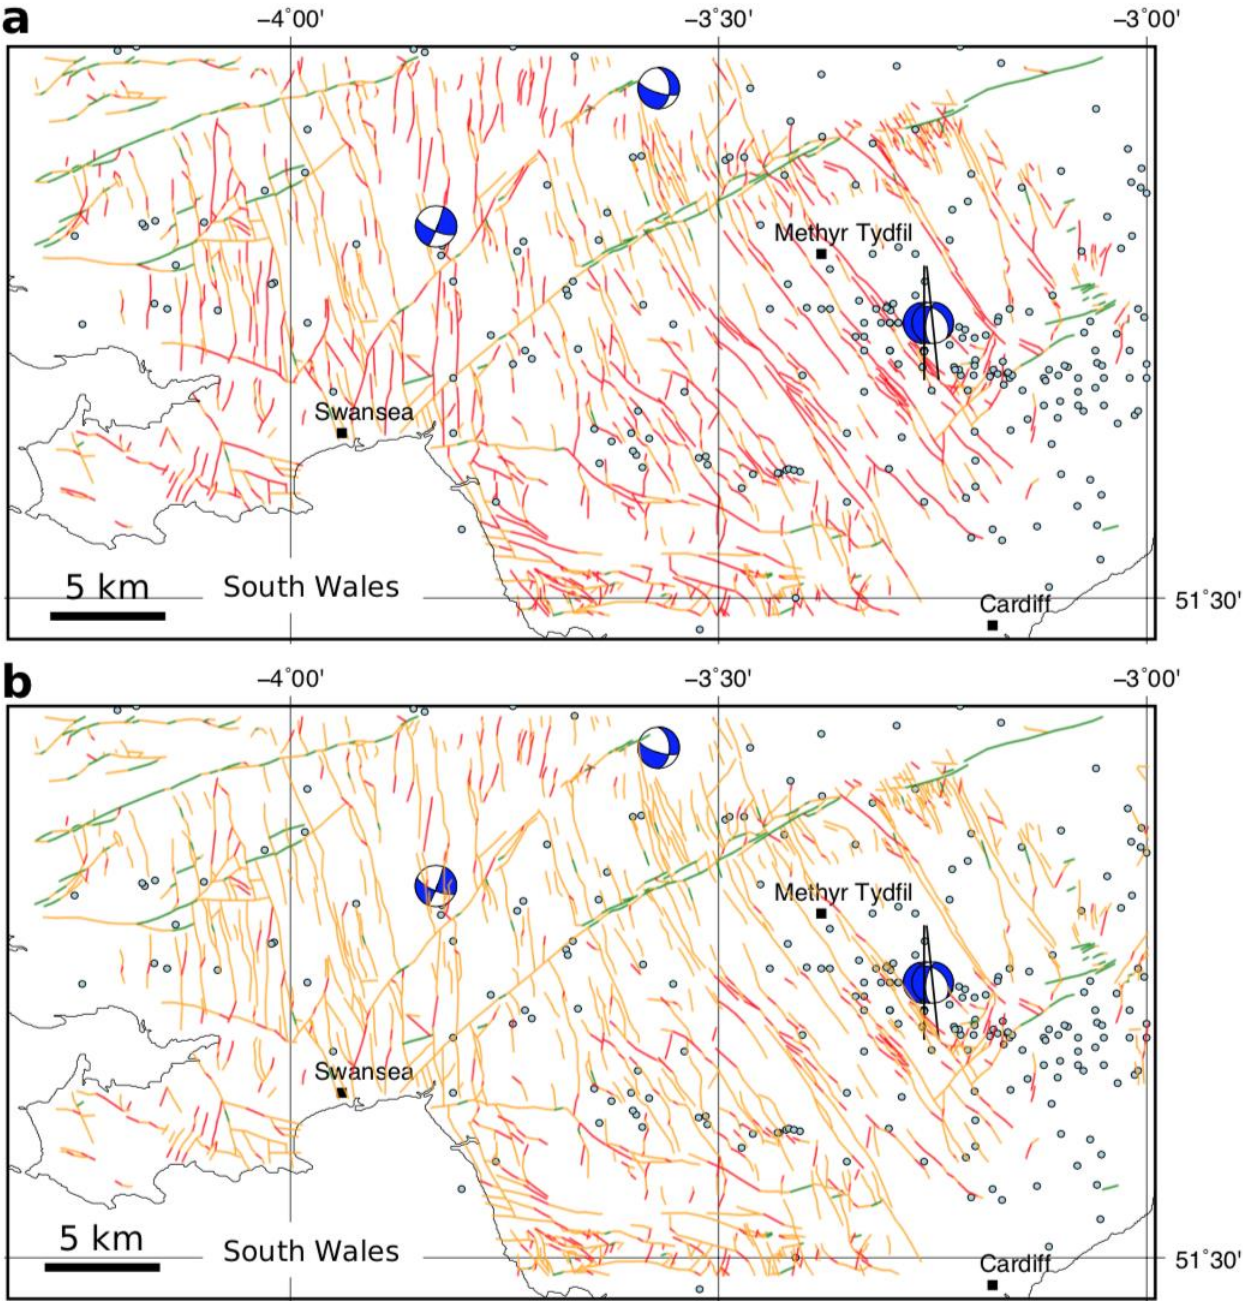 a
−4˚00'
−3˚30'
−3˚00'
Methyr Tydfil
Swansea
5 km
South Wales
Cardiff
51˚30'
b
−4˚00'
−3˚30'
−3˚00'
Methyr Tydfil
Swansea
5 km
South Wales
Cardiff
51˚30'